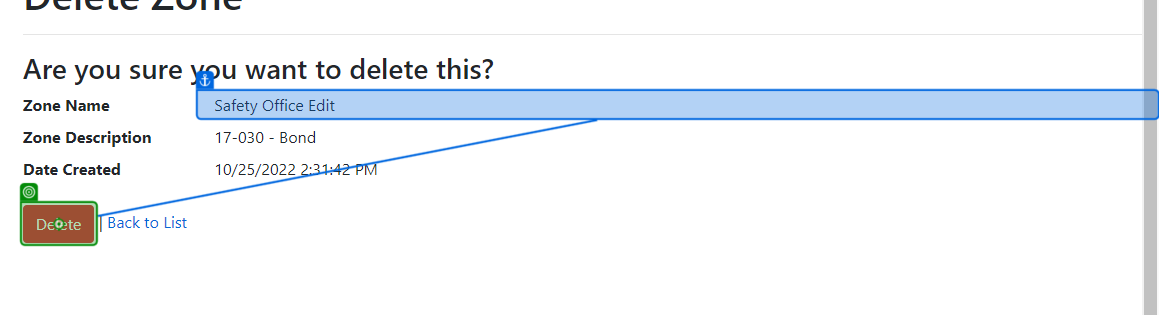 Delete Zone
Are you sure you want to delete this?
Zone Name Safety Office Edit
Zone Description 17-030 - Bond
Date Created 10/25/2022 2:31:42 PM
Delete | Back to List